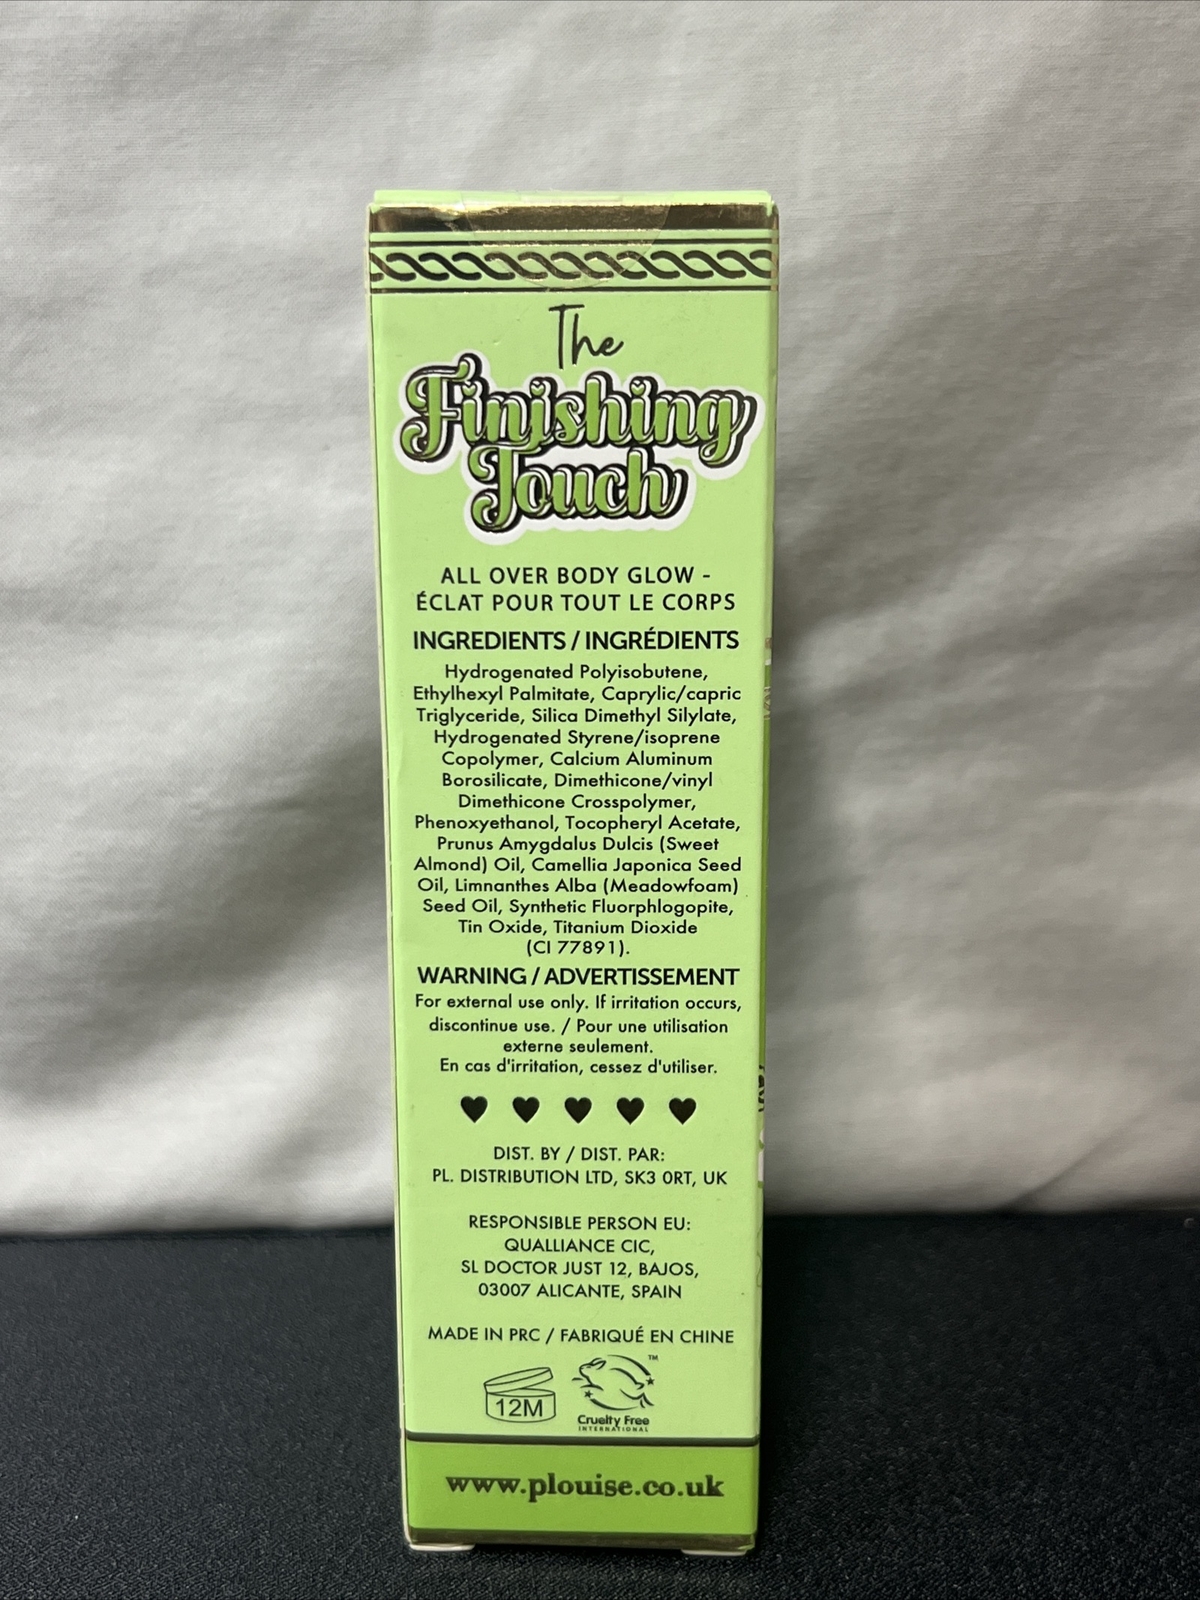 The
Finishing
Touch
ALL OVER BODY GLOW -
ÉCLAT POUR TOUT LE CORPS
INGREDIENTS / INGRÉDIENTS
Hydrogenated Polyisobutene,
Ethylhexyl Palmitate, Caprylic/capric
Triglyceride, Silica Dimethyl Silylate,
Hydrogenated Styrene/isoprene
Copolymer, Calcium Aluminum
Borosilicate, Dimethicone/vinyl
Dimethicone Crosspolymer,
Phenoxyethanol, Tocopheryl Acetate,
Prunus Amygdalus Dulcis (Sweet
Almond) Oil, Camellia Japonica Seed
Oil, Limnanthes Alba (Meadowfoam)
Seed Oil, Synthetic Fluorphlogopite,
Tin Oxide, Titanium Dioxide
(CI 77891).
WARNING / ADVERTISSEMENT
For external use only. If irritation occurs,
discontinue use. / Pour une utilisation
externe seulement.
En cas d'irritation, cessez d'utiliser.
DIST. BY / DIST. PAR:
PL. DISTRIBUTION LTD, SK3 0RT, UK
RESPONSIBLE PERSON EU:
QUALLIANCE CIC,
SL DOCTOR JUST 12, BAJOS,
03007 ALICANTE, SPAIN
MADE IN PRC / FABRIQUÉ EN CHINE
12M
TM
Cruelty Free
INTERNATIONAL
www.plouise.co.uk